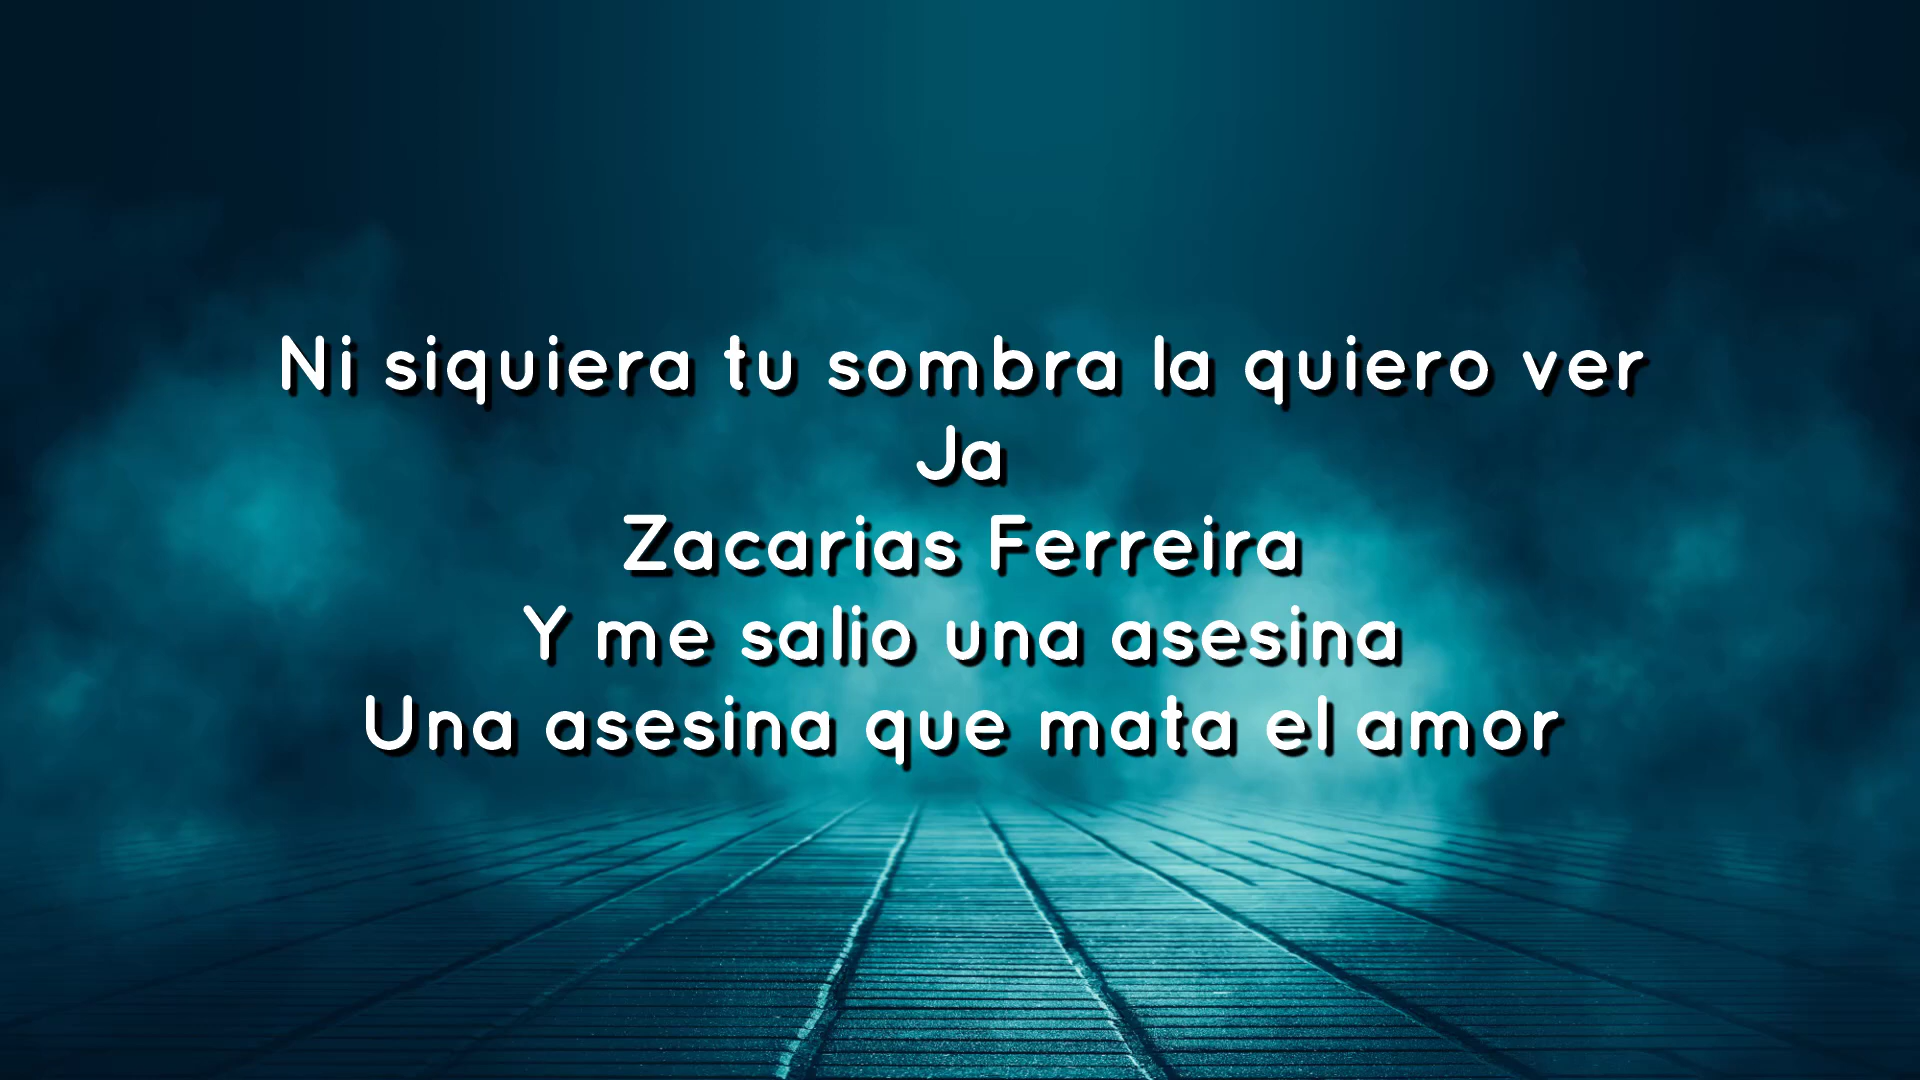 Ni siquiera tu sombra la quiero ver
Ja
Zacarias Ferreira
Y me salio una asesina
Una asesina que mata el amor